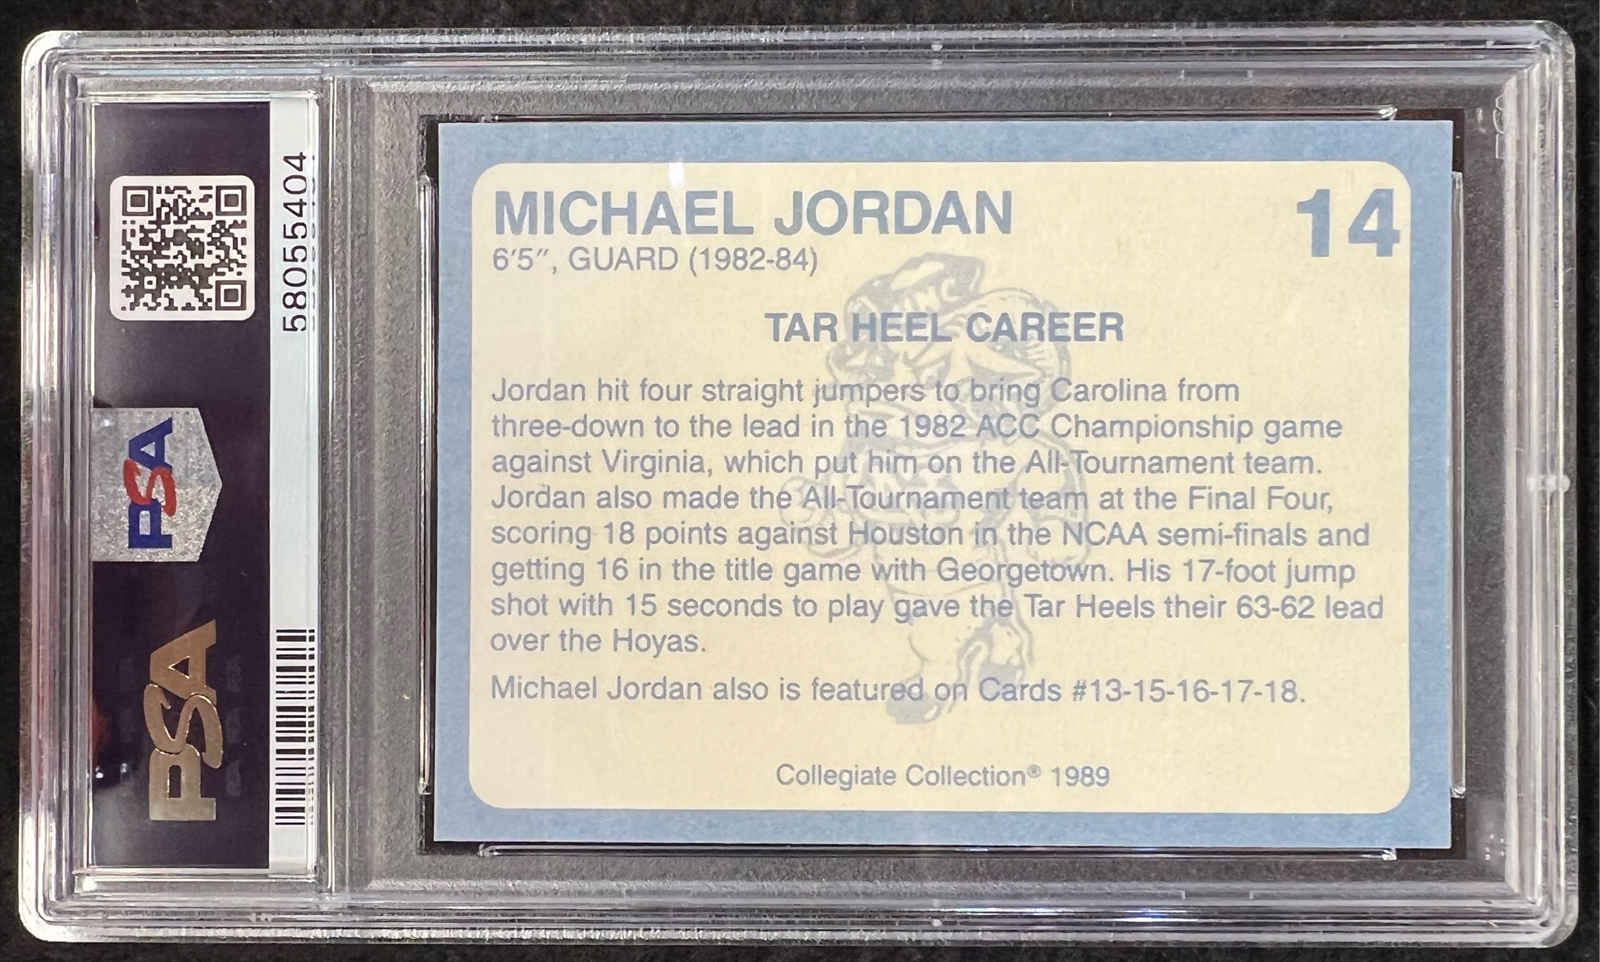 58055404
PSA
PSA
MICHAEL JORDAN
14
6'5", GUARD (1982-84)
TAR HEEL CAREER
Jordan hit four straight jumpers to bring Carolina from
three-down to the lead in the 1982 ACC Championship game
against Virginia, which put him on the All-Tournament team.
Jordan also made the All-Tournament team at the Final Four,
scoring 18 points against Houston in the NCAA semi-finals and
getting 16 in the title game with Georgetown. His 17-foot jump
shot with 15 seconds to play gave the Tar Heels their 63-62 lead
over the Hoyas.
Michael Jordan also is featured on Cards #13-15-16-17-18.
Collegiate Collection® 1989